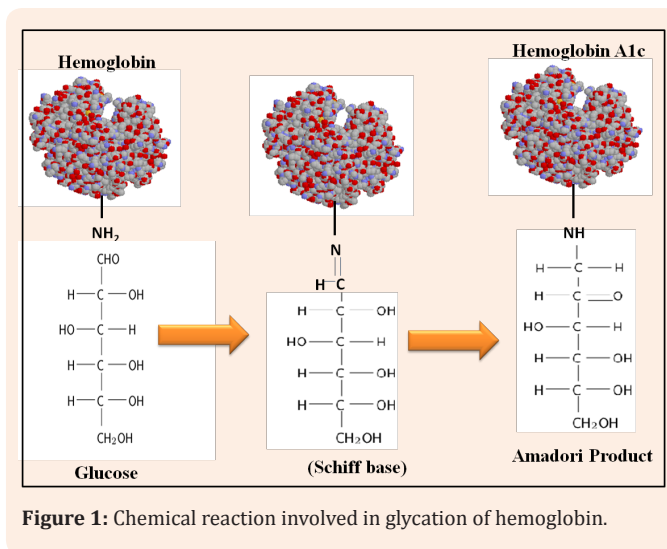 Hemoglobin
Hemoglobin A1c
NH2
N
NH
CHO
H C
H C H
C
H C OH
H C OH
H C O
HO C H
HO C H
HO C H
H C OH
H C OH
H C OH
H C OH
H C OH
H C OH
CH2OH
CH2OH
CH2OH
Glucose
(Schiff base)
Amadori Product
Figure 1: Chemical reaction involved in glycation of hemoglobin.